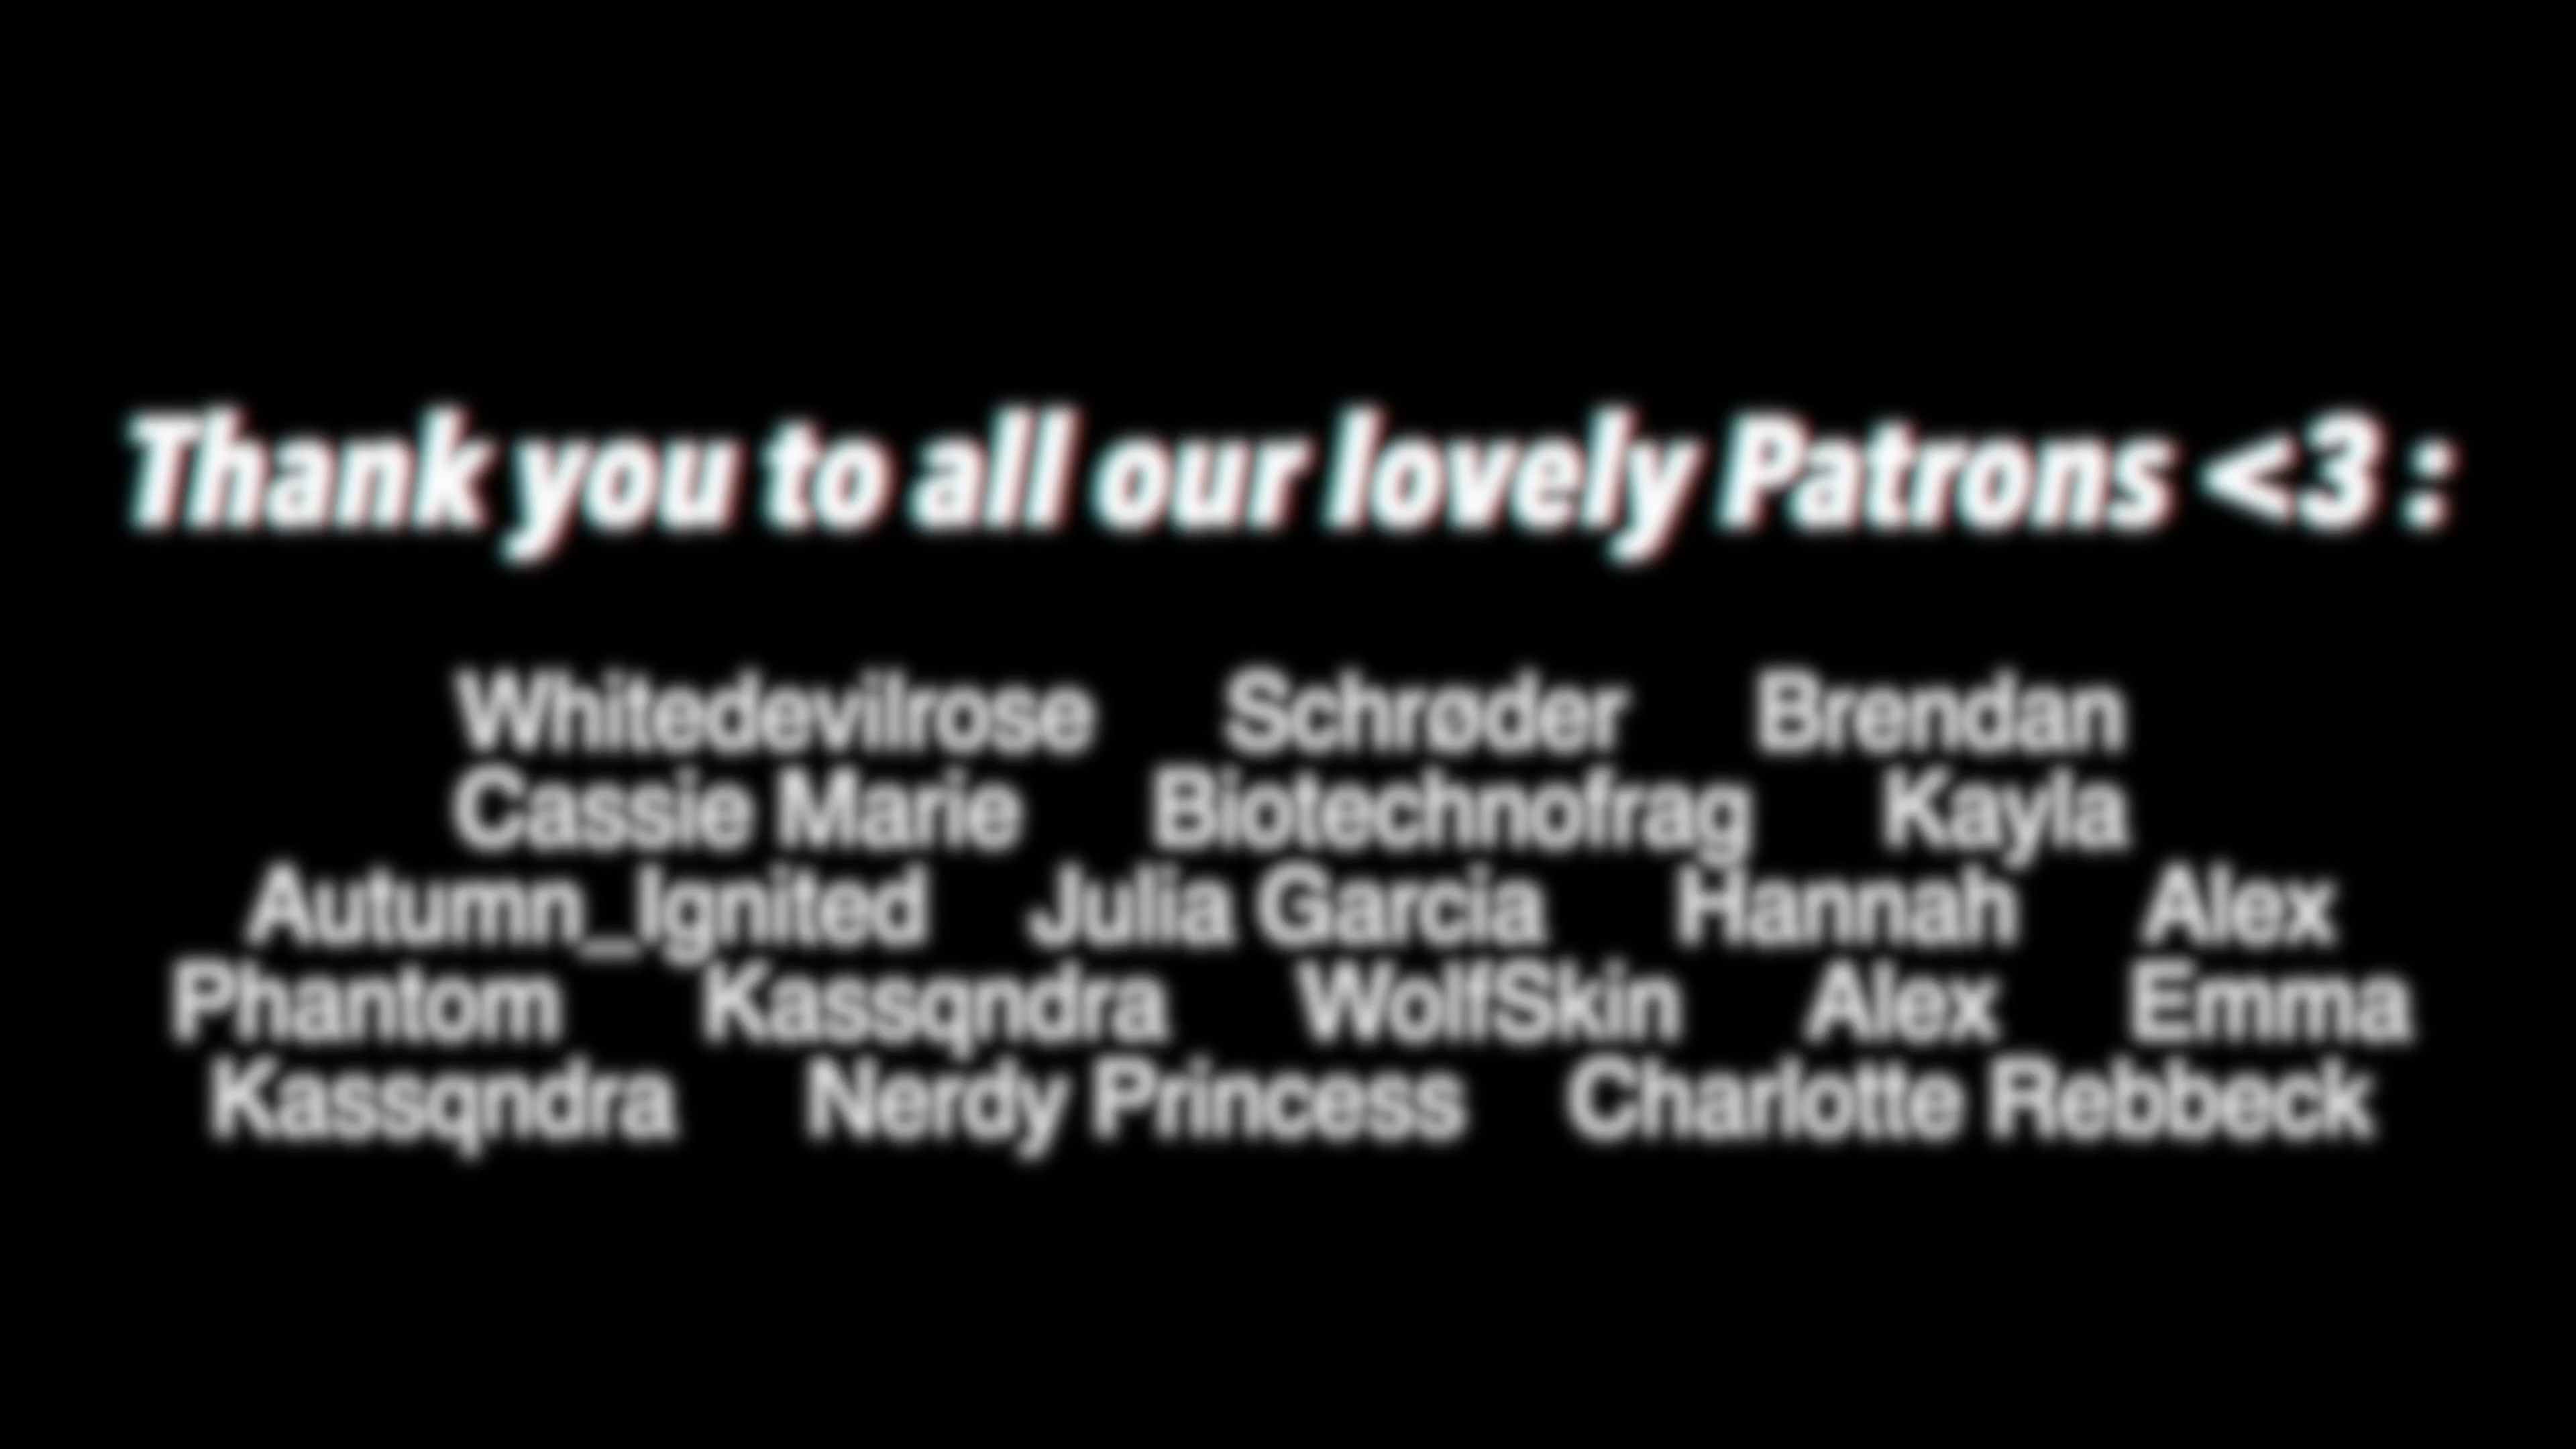 Thank you to all our lovely Patrons <3 :
Whitedevilrose Schrøder Brendan
Cassie Marie Biotechnofrag Kayla
Autumn_Ignited Julia Garcia Hannah Alex
Phantom Kassqndra WolfSkin Alex Emma
Kassqndra Nerdy Princess Charlotte Rebbeck